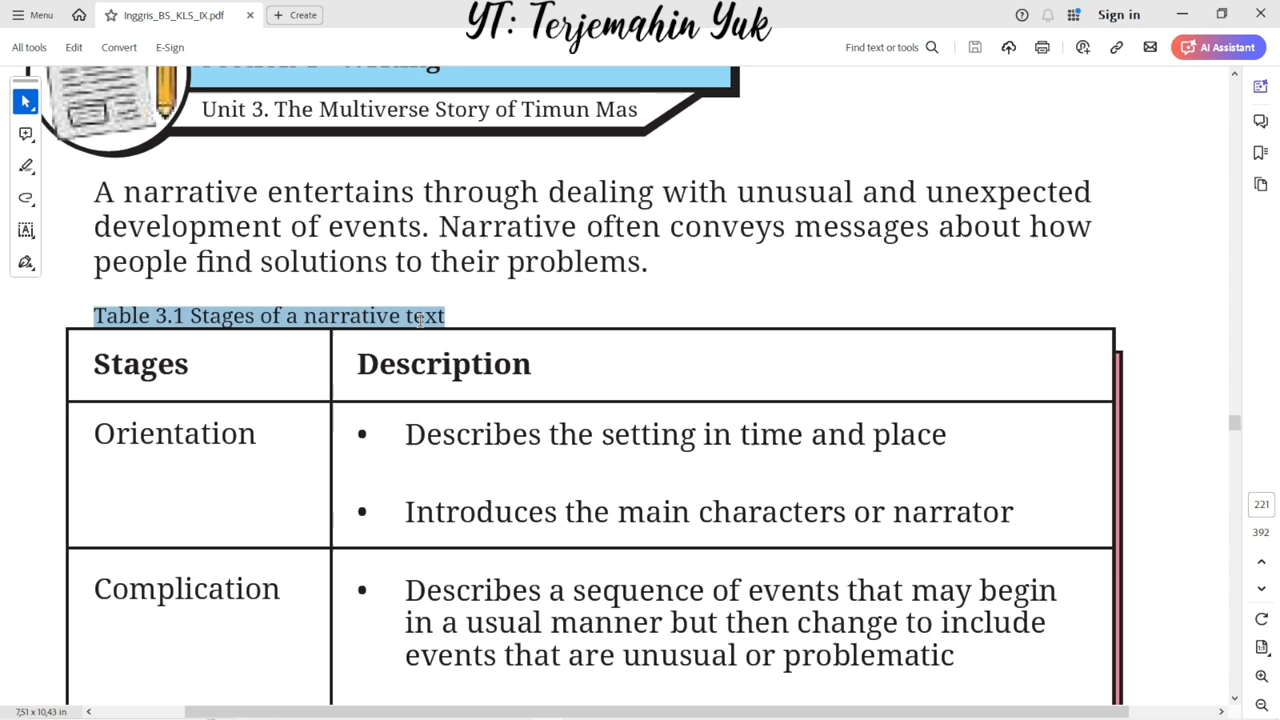 Menu
Inggris_BS_KLS_IX.pdf
Create
YT: Terjemahin Yuk
Sign in
All tools
Edit
Convert
E-Sign
Find text or tools
AI Assistant
Unit 3. The Multiverse Story of Timun Mas
A narrative entertains through dealing with unusual and unexpected
development of events. Narrative often conveys messages about how
people find solutions to their problems.
Table 3.1 Stages of a narrative text
Stages
Description
Orientation
• Describes the setting in time and place
• Introduces the main characters or narrator
Complication
• Describes a sequence of events that may begin
in a usual manner but then change to include
events that are unusual or problematic
221
392
7,51 x 10,43 in